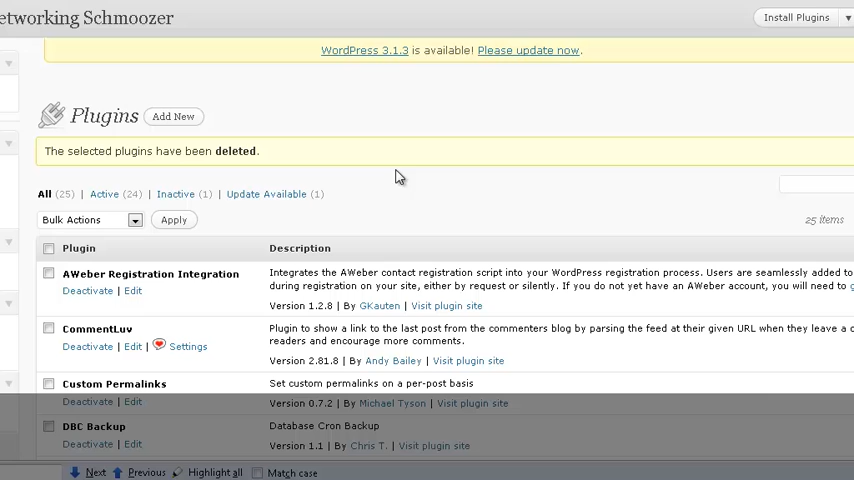 etworking Schmoozer
Install Plugins
WordPress 3.1.3 is available! Please update now.
Plugins Add New
The selected plugins have been deleted.
All (25) | Active (24) | Inactive (1) | Update Available (1)
Bulk Actions Apply 25 items
Plugin Description
AWeber Registration Integration Integrates the AWeber contact registration script into your WordPress registration process. Users are seamlessly added to
Deactivate | Edit during registration on your site, either by request or silently. If you do not yet have an AWeber account, you will need to g
Version 1.2.8 | By GKauten | Visit plugin site
CommentLuv Plugin to show a link to the last post from the commenters blog by parsing the feed at their given URL when they leave a c
Deactivate | Edit Settings readers and encourage more comments.
Version 2.81.8 | By Andy Bailey | Visit plugin site
Custom Permalinks Set custom permalinks on a per-post basis
Deactivate | Edit Version 0.7.2 | By Michael Tyson | Visit plugin site
DBC Backup Database Cron Backup
Deactivate | Edit Version 1.1 | By Chris T. | Visit plugin site
Next Previous Highlight all Match case